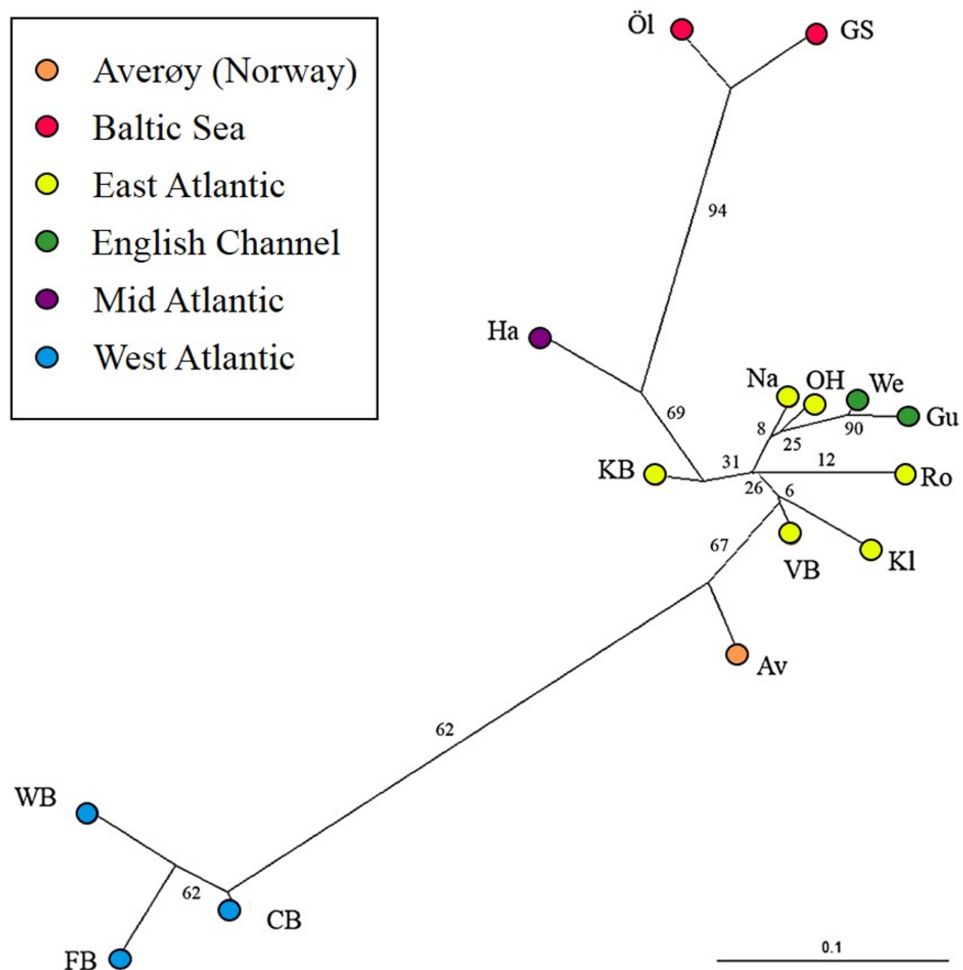 Öl
GS
Averøy (Norway)
Baltic Sea
East Atlantic
English Channel
Mid Atlantic
West Atlantic
94
Ha
Na
OH
We
69
8
25
90
Gu
KB
31
12
Ro
26
6
67
VB
Kl
Av
62
WB
62
CB
FB
0.1